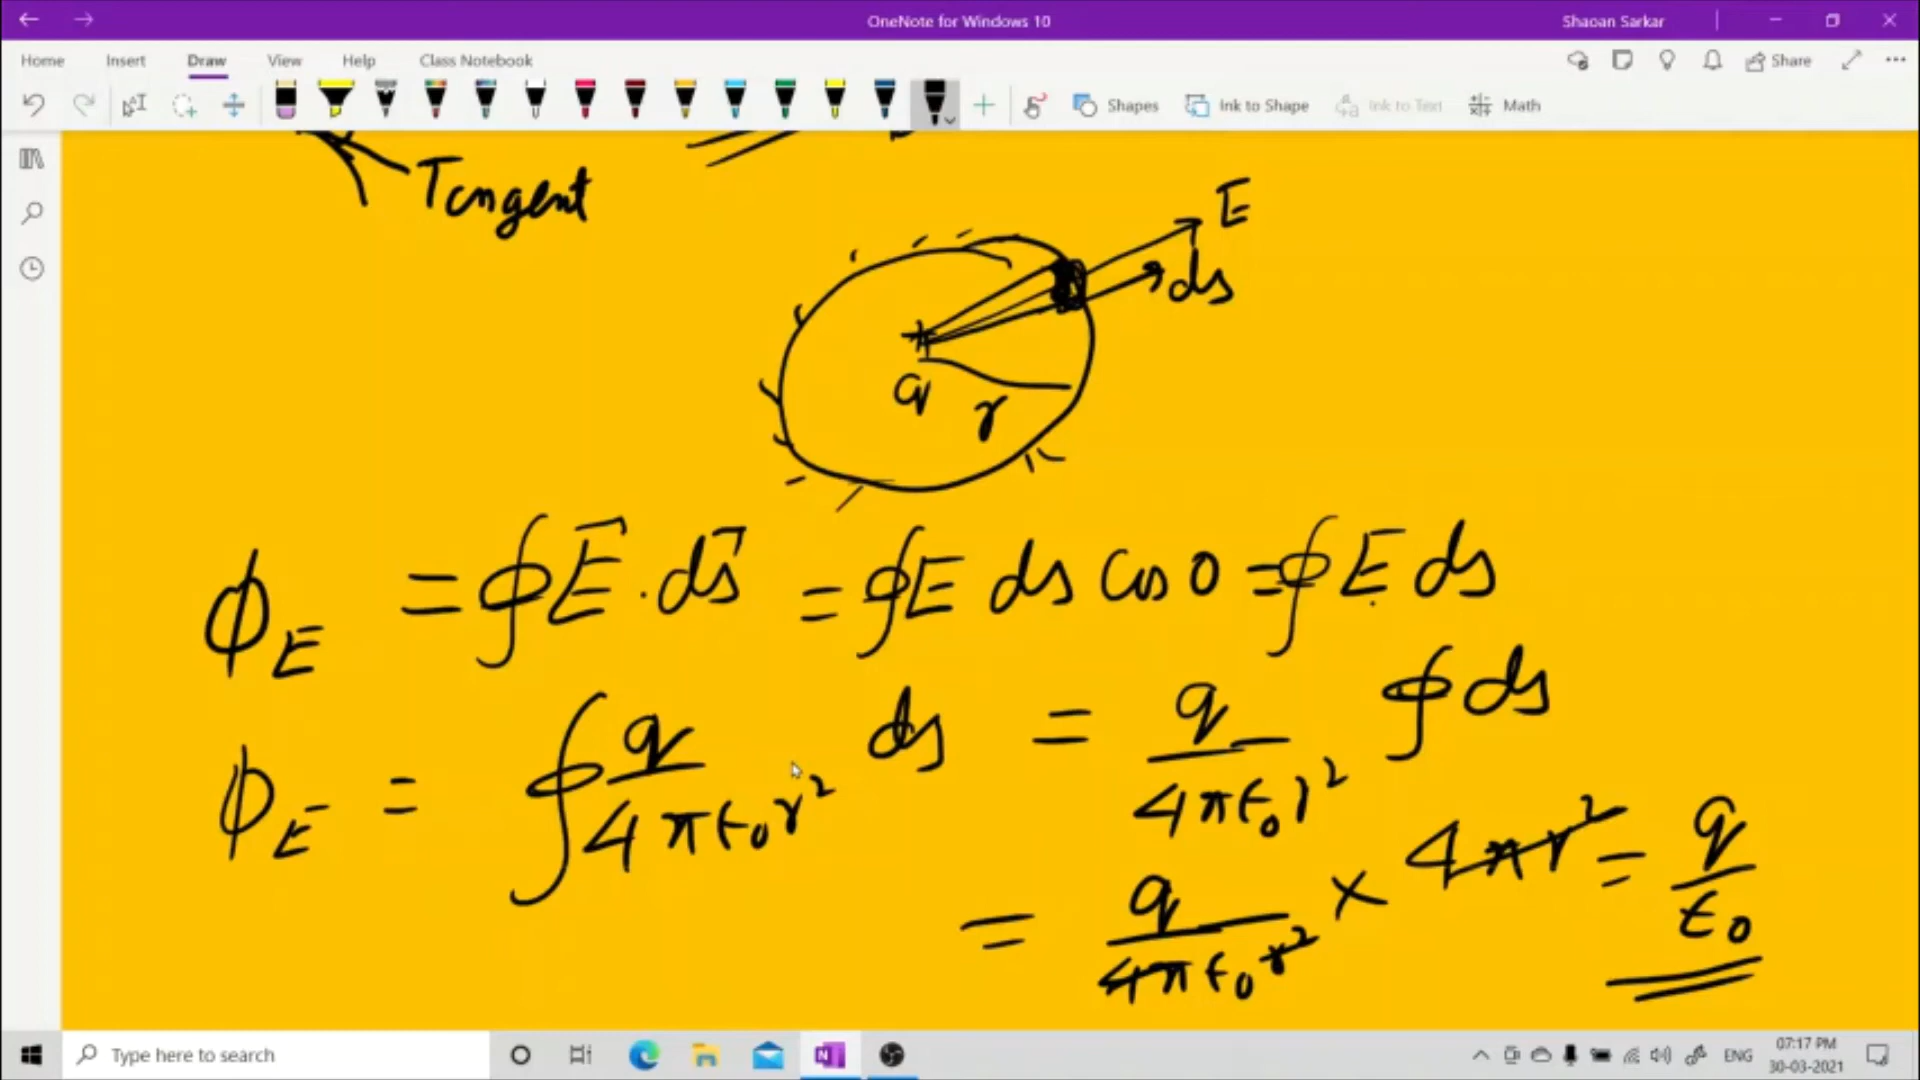 OneNote for Windows 10
Shaoan Sarkar
Home Insert Draw View Help Class Notebook
Share
Shapes Ink to Shape Ink to Text Math
Tangent
E
ds
q
r
ϕ_E = ∮E⃗.ds⃗ = ∮E ds Cos 0 = ∮E ds
ϕ_E = ∮ q/4πϵ₀r² ds = q/4πϵ₀r² ∮ds
= q/4πϵ₀r² × 4πr² = q/ϵ₀
Type here to search
ENG
07:17 PM
30-03-2021